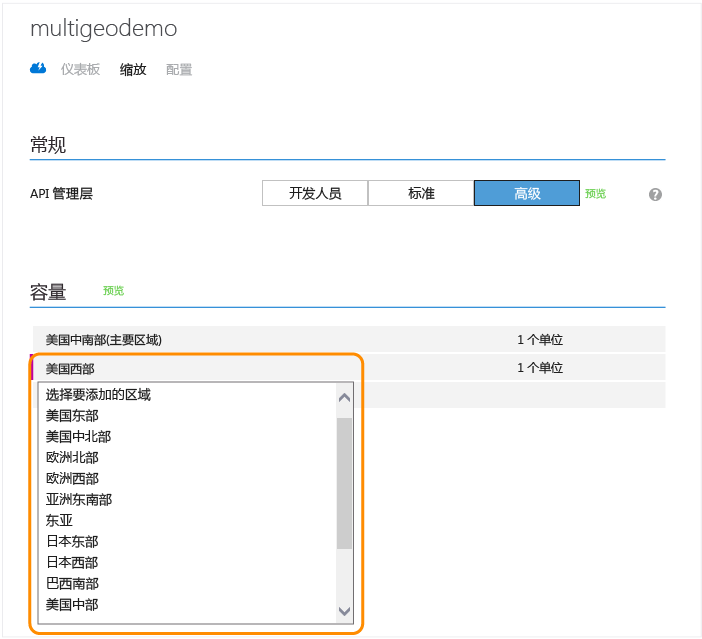 multigeodemo
仪表板 缩放 配置
常规
API 管理层 开发人员 标准 高级 预览 ?
容量 预览
美国中南部(主要区域) 1 个单位
美国西部 1 个单位
选择要添加的区域
美国东部
美国中北部
欧洲北部
欧洲西部
亚洲东南部
东亚
日本东部
日本西部
巴西南部
美国中部